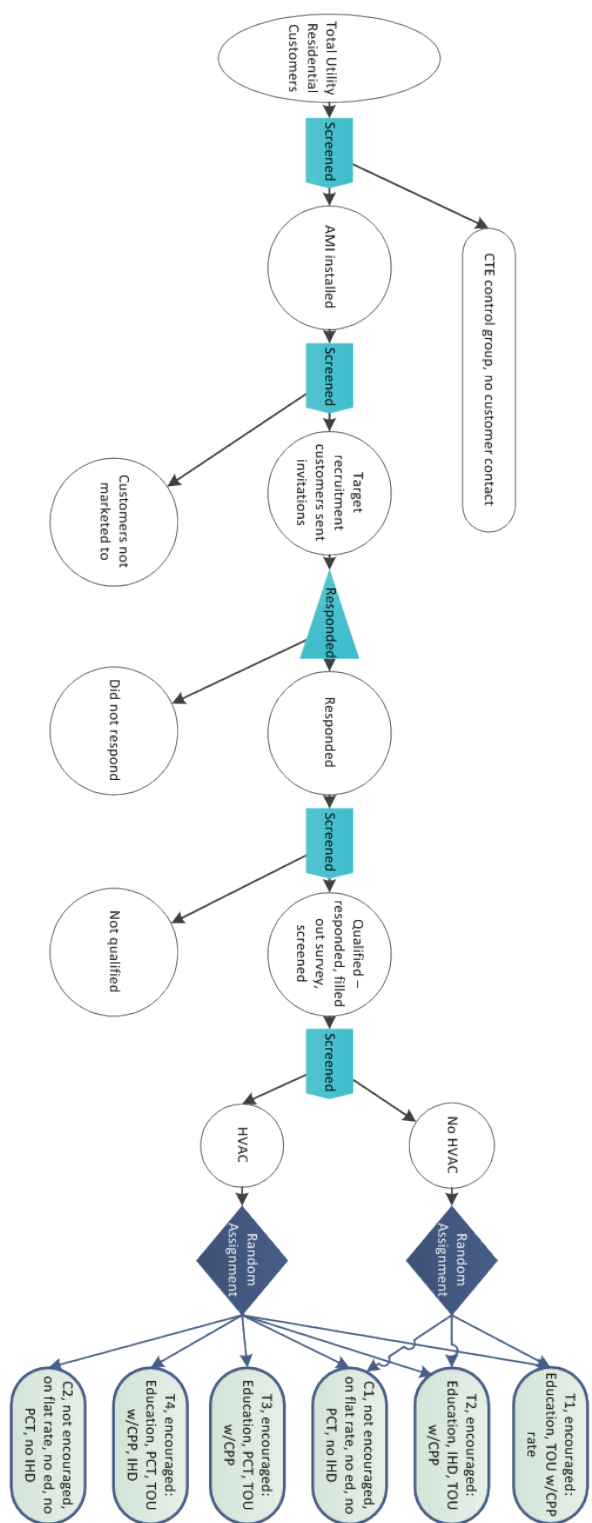 Total Utility
Residential
Customers
Screened
CTE control group, no customer contact
AMI installed
Screened
Customers not
marketed to
Target
recruitment
customers sent
invitations
Responded
Did not respond
Responded
Screened
Not qualified
Qualified –
responded, filled
out survey,
screened
Screened
No HVAC
HVAC
Random
Assignment
Random
Assignment
T1, encouraged:
Education, TOU w/CPP
rate
T2, encouraged:
Education, IHD, TOU
w/CPP
C1, not encouraged,
on flat rate, no ed, no
PCT, no IHD
T3, encouraged:
Education, PCT, TOU
w/CPP
T4, encouraged:
Education, PCT, TOU
w/CPP, IHD
C2, not encouraged,
on flat rate, no ed, no
PCT, no IHD